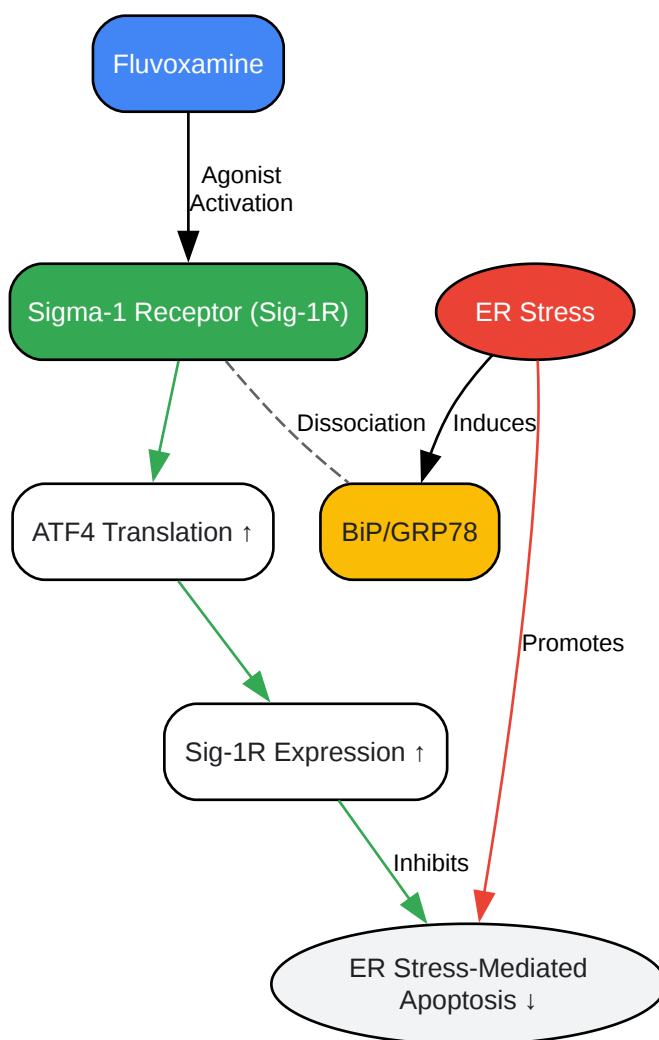 Fluvoxamine
Agonist
Activation
Sigma-1 Receptor (Sig-1R)
ER Stress
Dissociation
Induces
ATF4 Translation ↑
BiP/GRP78
Promotes
Sig-1R Expression ↑
Inhibits
ER Stress-Mediated
Apoptosis ↓